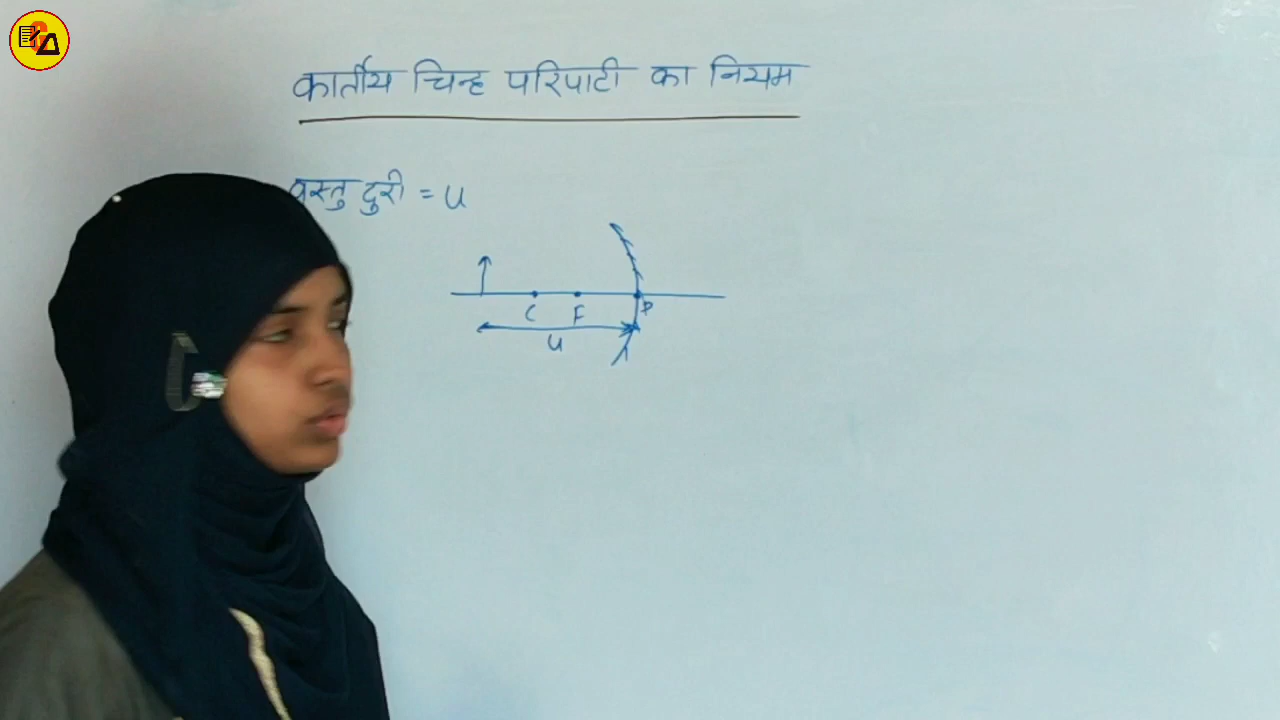 कार्तीय चिन्ह परिपाटी का नियम
वस्तु दुरी = u
C F P
u